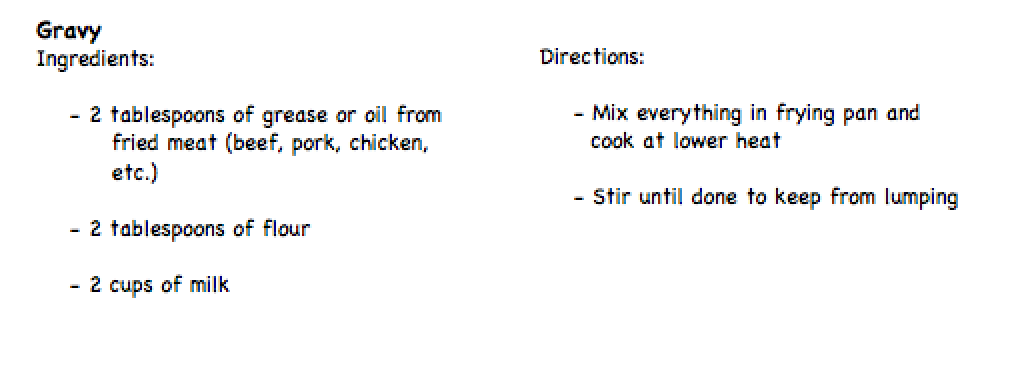 Gravy
Ingredients:
- 2 tablespoons of grease or oil from
fried meat (beef, pork, chicken,
etc.)
- 2 tablespoons of flour
- 2 cups of milk
Directions:
- Mix everything in frying pan and
cook at lower heat
- Stir until done to keep from lumping